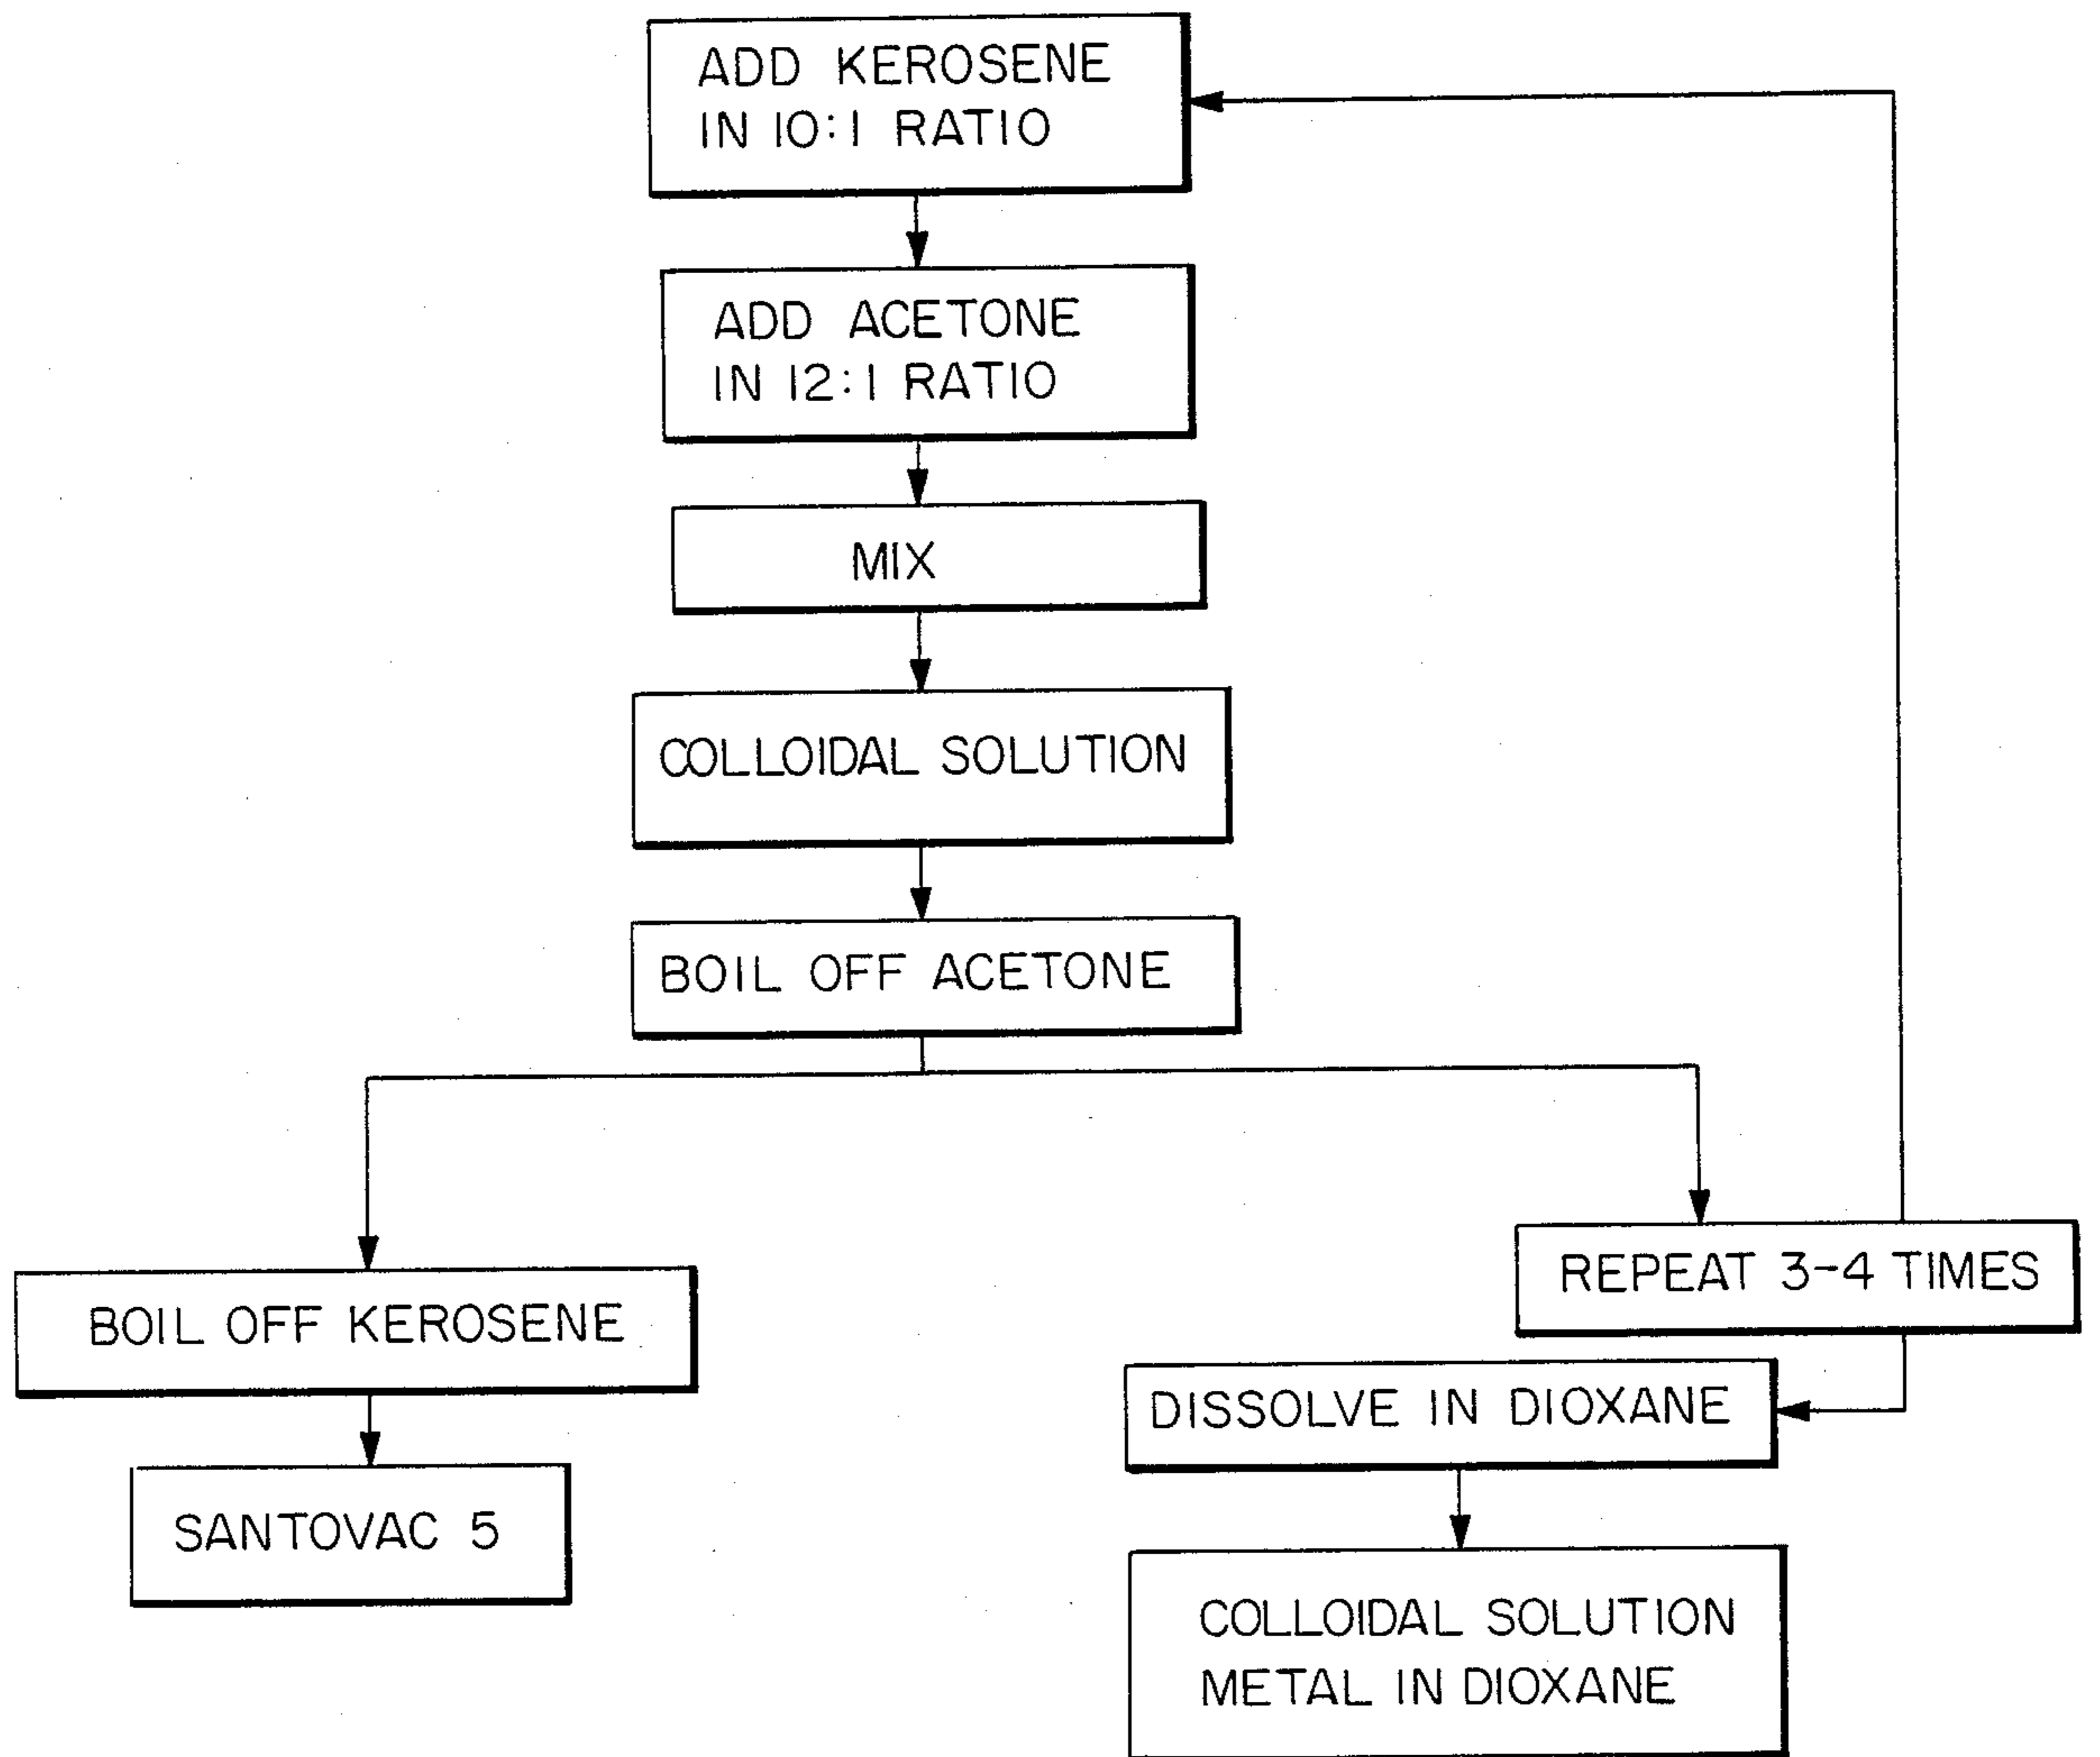 ADD KEROSENE
IN 10:1 RATIO
ADD ACETONE
IN 12:1 RATIO
MIX
COLLOIDAL SOLUTION
BOIL OFF ACETONE
BOIL OFF KEROSENE
SANTOVAC 5
REPEAT 3-4 TIMES
DISSOLVE IN DIOXANE
COLLOIDAL SOLUTION
METAL IN DIOXANE